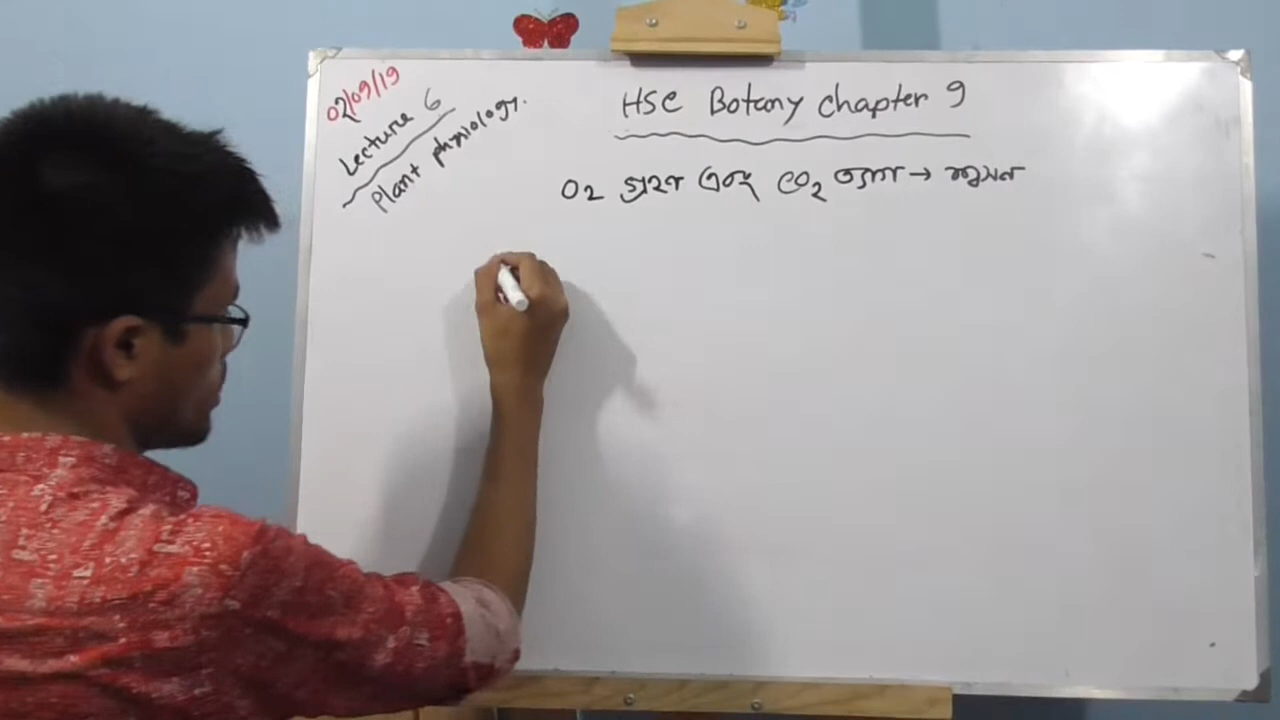 02/09/19
Lecture 6
Plant physiology.
HSC Botany Chapter 9
O2 গ্রহণ এবং CO2 ত্যাগ → শ্বসন